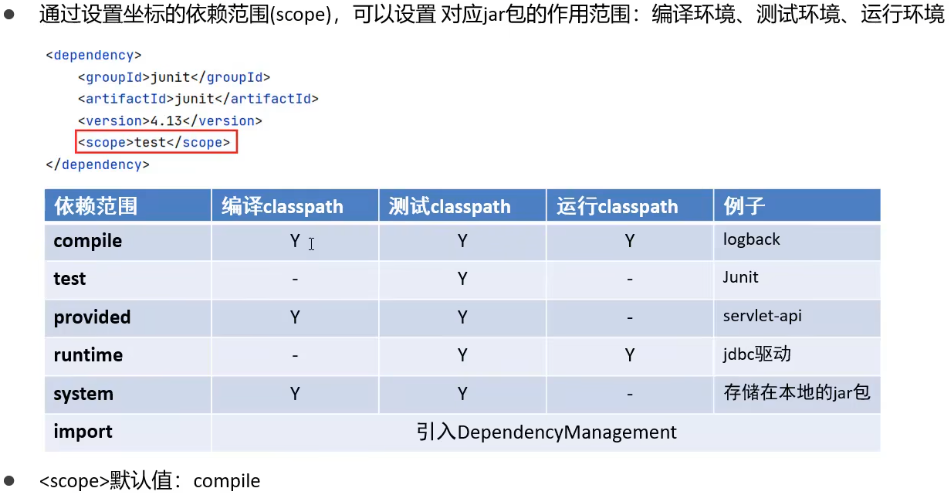 ● 通过设置坐标的依赖范围(scope)，可以设置 对应jar包的作用范围：编译环境、测试环境、运行环境
<dependency>
    <groupId>junit</groupId>
    <artifactId>junit</artifactId>
    <version>4.13</version>
    <scope>test</scope>
</dependency>
依赖范围 编译classpath 测试classpath 运行classpath 例子
compile Y Y Y logback
test - Y - Junit
provided Y Y - servlet-api
runtime - Y Y jdbc驱动
system Y Y - 存储在本地的jar包
import 引入DependencyManagement
● <scope>默认值：compile